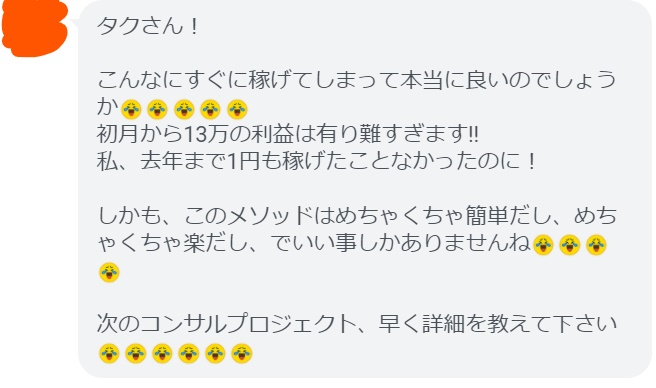 タクさん！
こんなにすぐに稼げてしまって本当に良いのでしょう
か😂😂😂😂😂
初月から13万の利益は有り難すぎます!!
私、去年まで1円も稼げたことなかったのに！
しかも、このメソッドはめちゃくちゃ簡単だし、めち
ゃくちゃ楽だし、でいい事しかありませんね😂😂😂
😂
次のコンサルプロジェクト、早く詳細を教えて下さい
😂😂😂😂😂😂